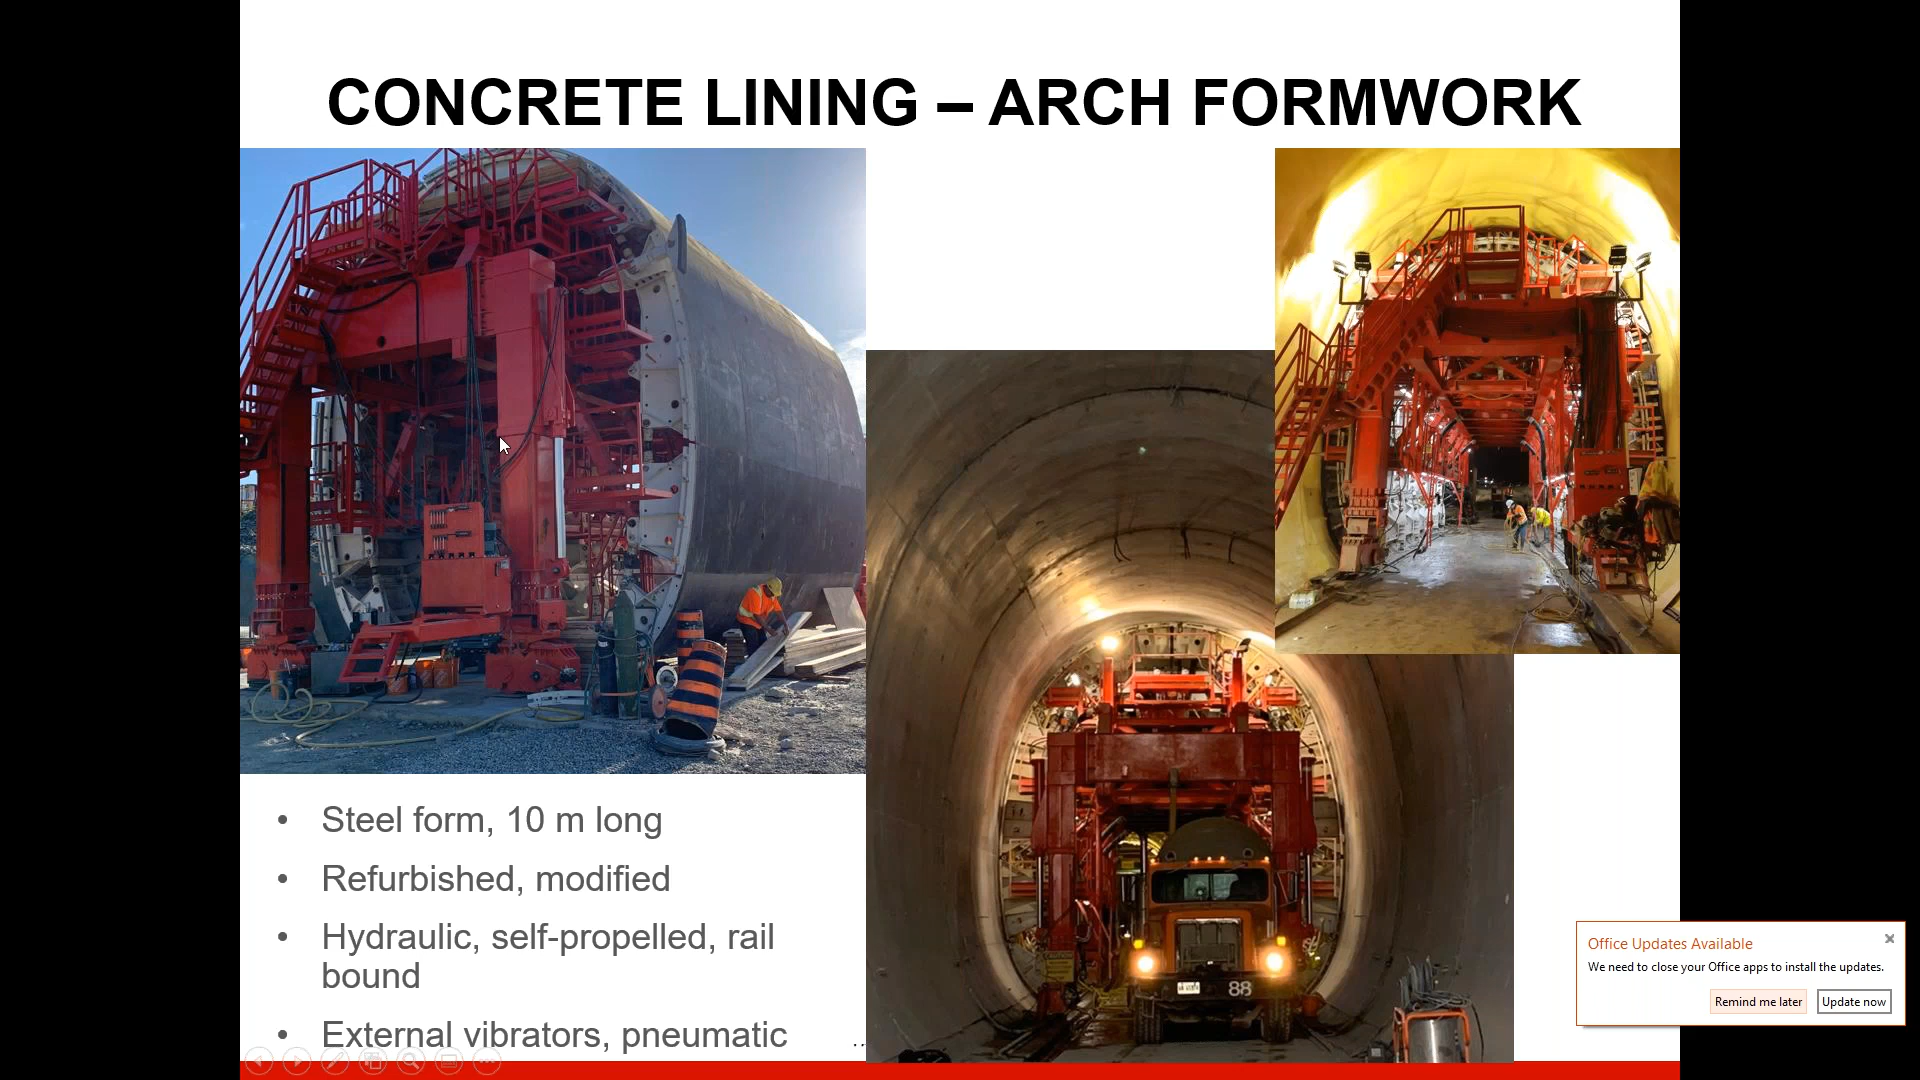 CONCRETE LINING – ARCH FORMWORK
• Steel form, 10 m long
• Refurbished, modified
• Hydraulic, self-propelled, rail
bound
• External vibrators, pneumatic
88
Office Updates Available
We need to close your Office apps to install the updates.
Remind me later
Update now